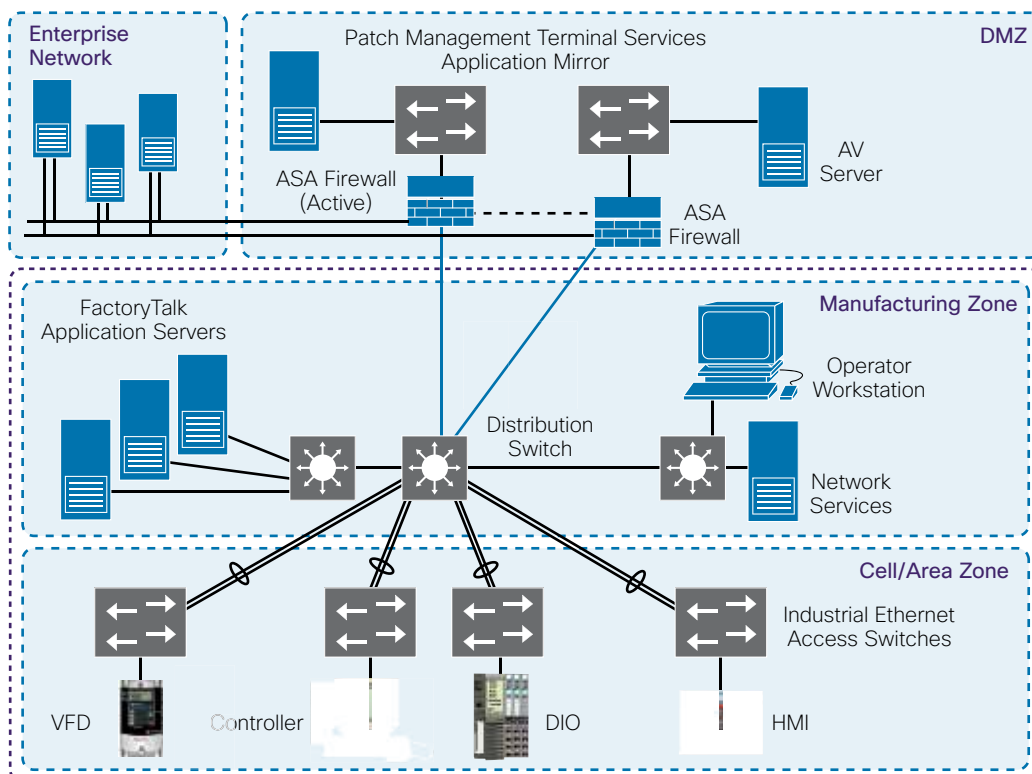 Enterprise
Network
Patch Management Terminal Services
Application Mirror
DMZ
ASA Firewall
(Active)
AV
Server
ASA
Firewall
FactoryTalk
Application Servers
Manufacturing Zone
Operator
Workstation
Distribution
Switch
Network
Services
Cell/Area Zone
Industrial Ethernet
Access Switches
VFD
Controller
DIO
HMI